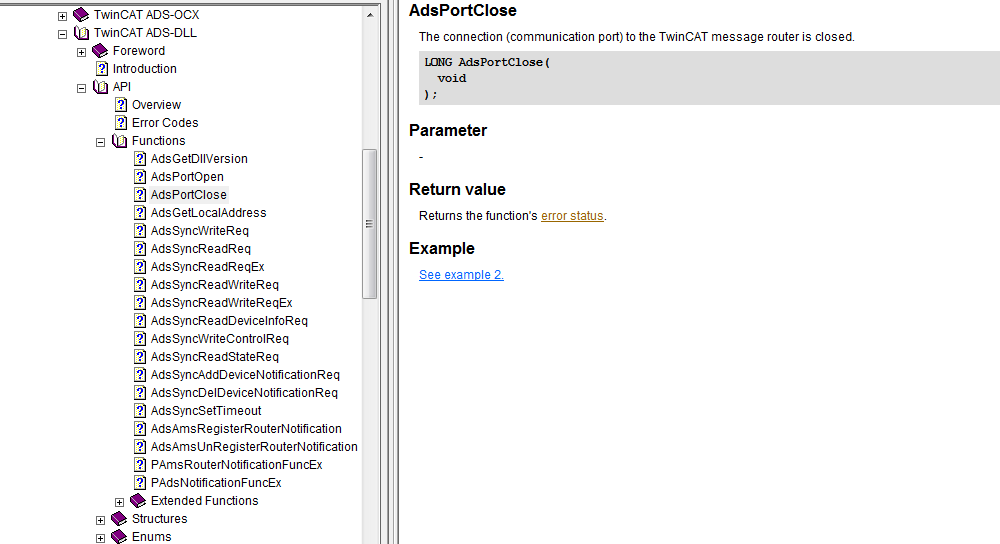 TwinCAT ADS-OCX
TwinCAT ADS-DLL
Foreword
Introduction
API
Overview
Error Codes
Functions
AdsGetDllVersion
AdsPortOpen
AdsPortClose
AdsGetLocalAddress
AdsSyncWriteReq
AdsSyncReadReq
AdsSyncReadReqEx
AdsSyncReadWriteReq
AdsSyncReadWriteReqEx
AdsSyncReadDeviceInfoReq
AdsSyncWriteControlReq
AdsSyncReadStateReq
AdsSyncAddDeviceNotificationReq
AdsSyncDelDeviceNotificationReq
AdsSyncSetTimeout
AdsAmsRegisterRouterNotification
AdsAmsUnRegisterRouterNotification
PAmsRouterNotificationFuncEx
PAdsNotificationFuncEx
Extended Functions
Structures
Enums
AdsPortClose
The connection (communication port) to the TwinCAT message router is closed.
LONG AdsPortClose(
void
);
Parameter
-
Return value
Returns the function's error status.
Example
See example 2.